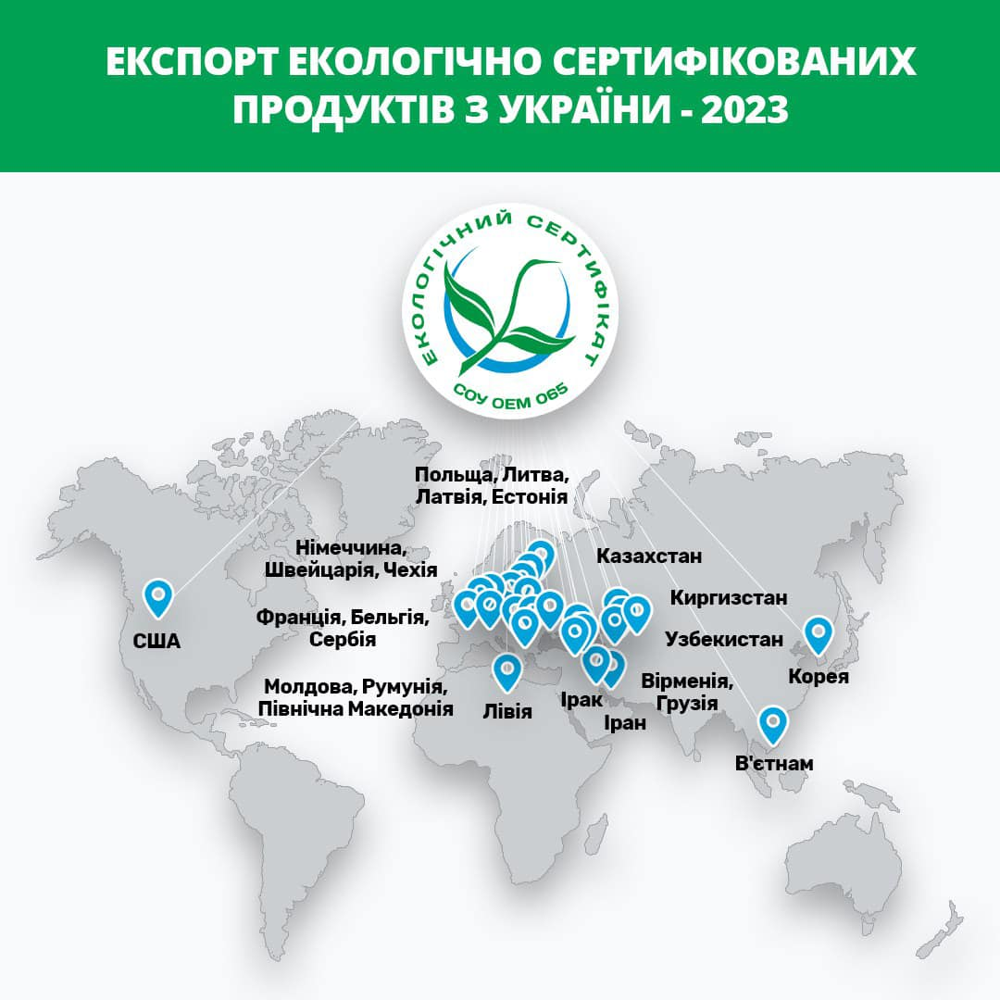 ЕКСПОРТ ЕКОЛОГІЧНО СЕРТИФІКОВАНИХ
ПРОДУКТІВ З УКРАЇНИ - 2023
ЕКОЛОГІЧНИЙ СЕРТИФІКАТ
СОУ ОЕМ 065
Польща, Литва,
Латвія, Естонія
Німеччина,
Швейцарія, Чехія
Казахстан
Киргизстан
Франція, Бельгія,
Сербія
США
Узбекистан
Корея
Молдова, Румунія,
Північна Македонія
Лівія
Ірак
Іран
Вірменія,
Грузія
В'єтнам